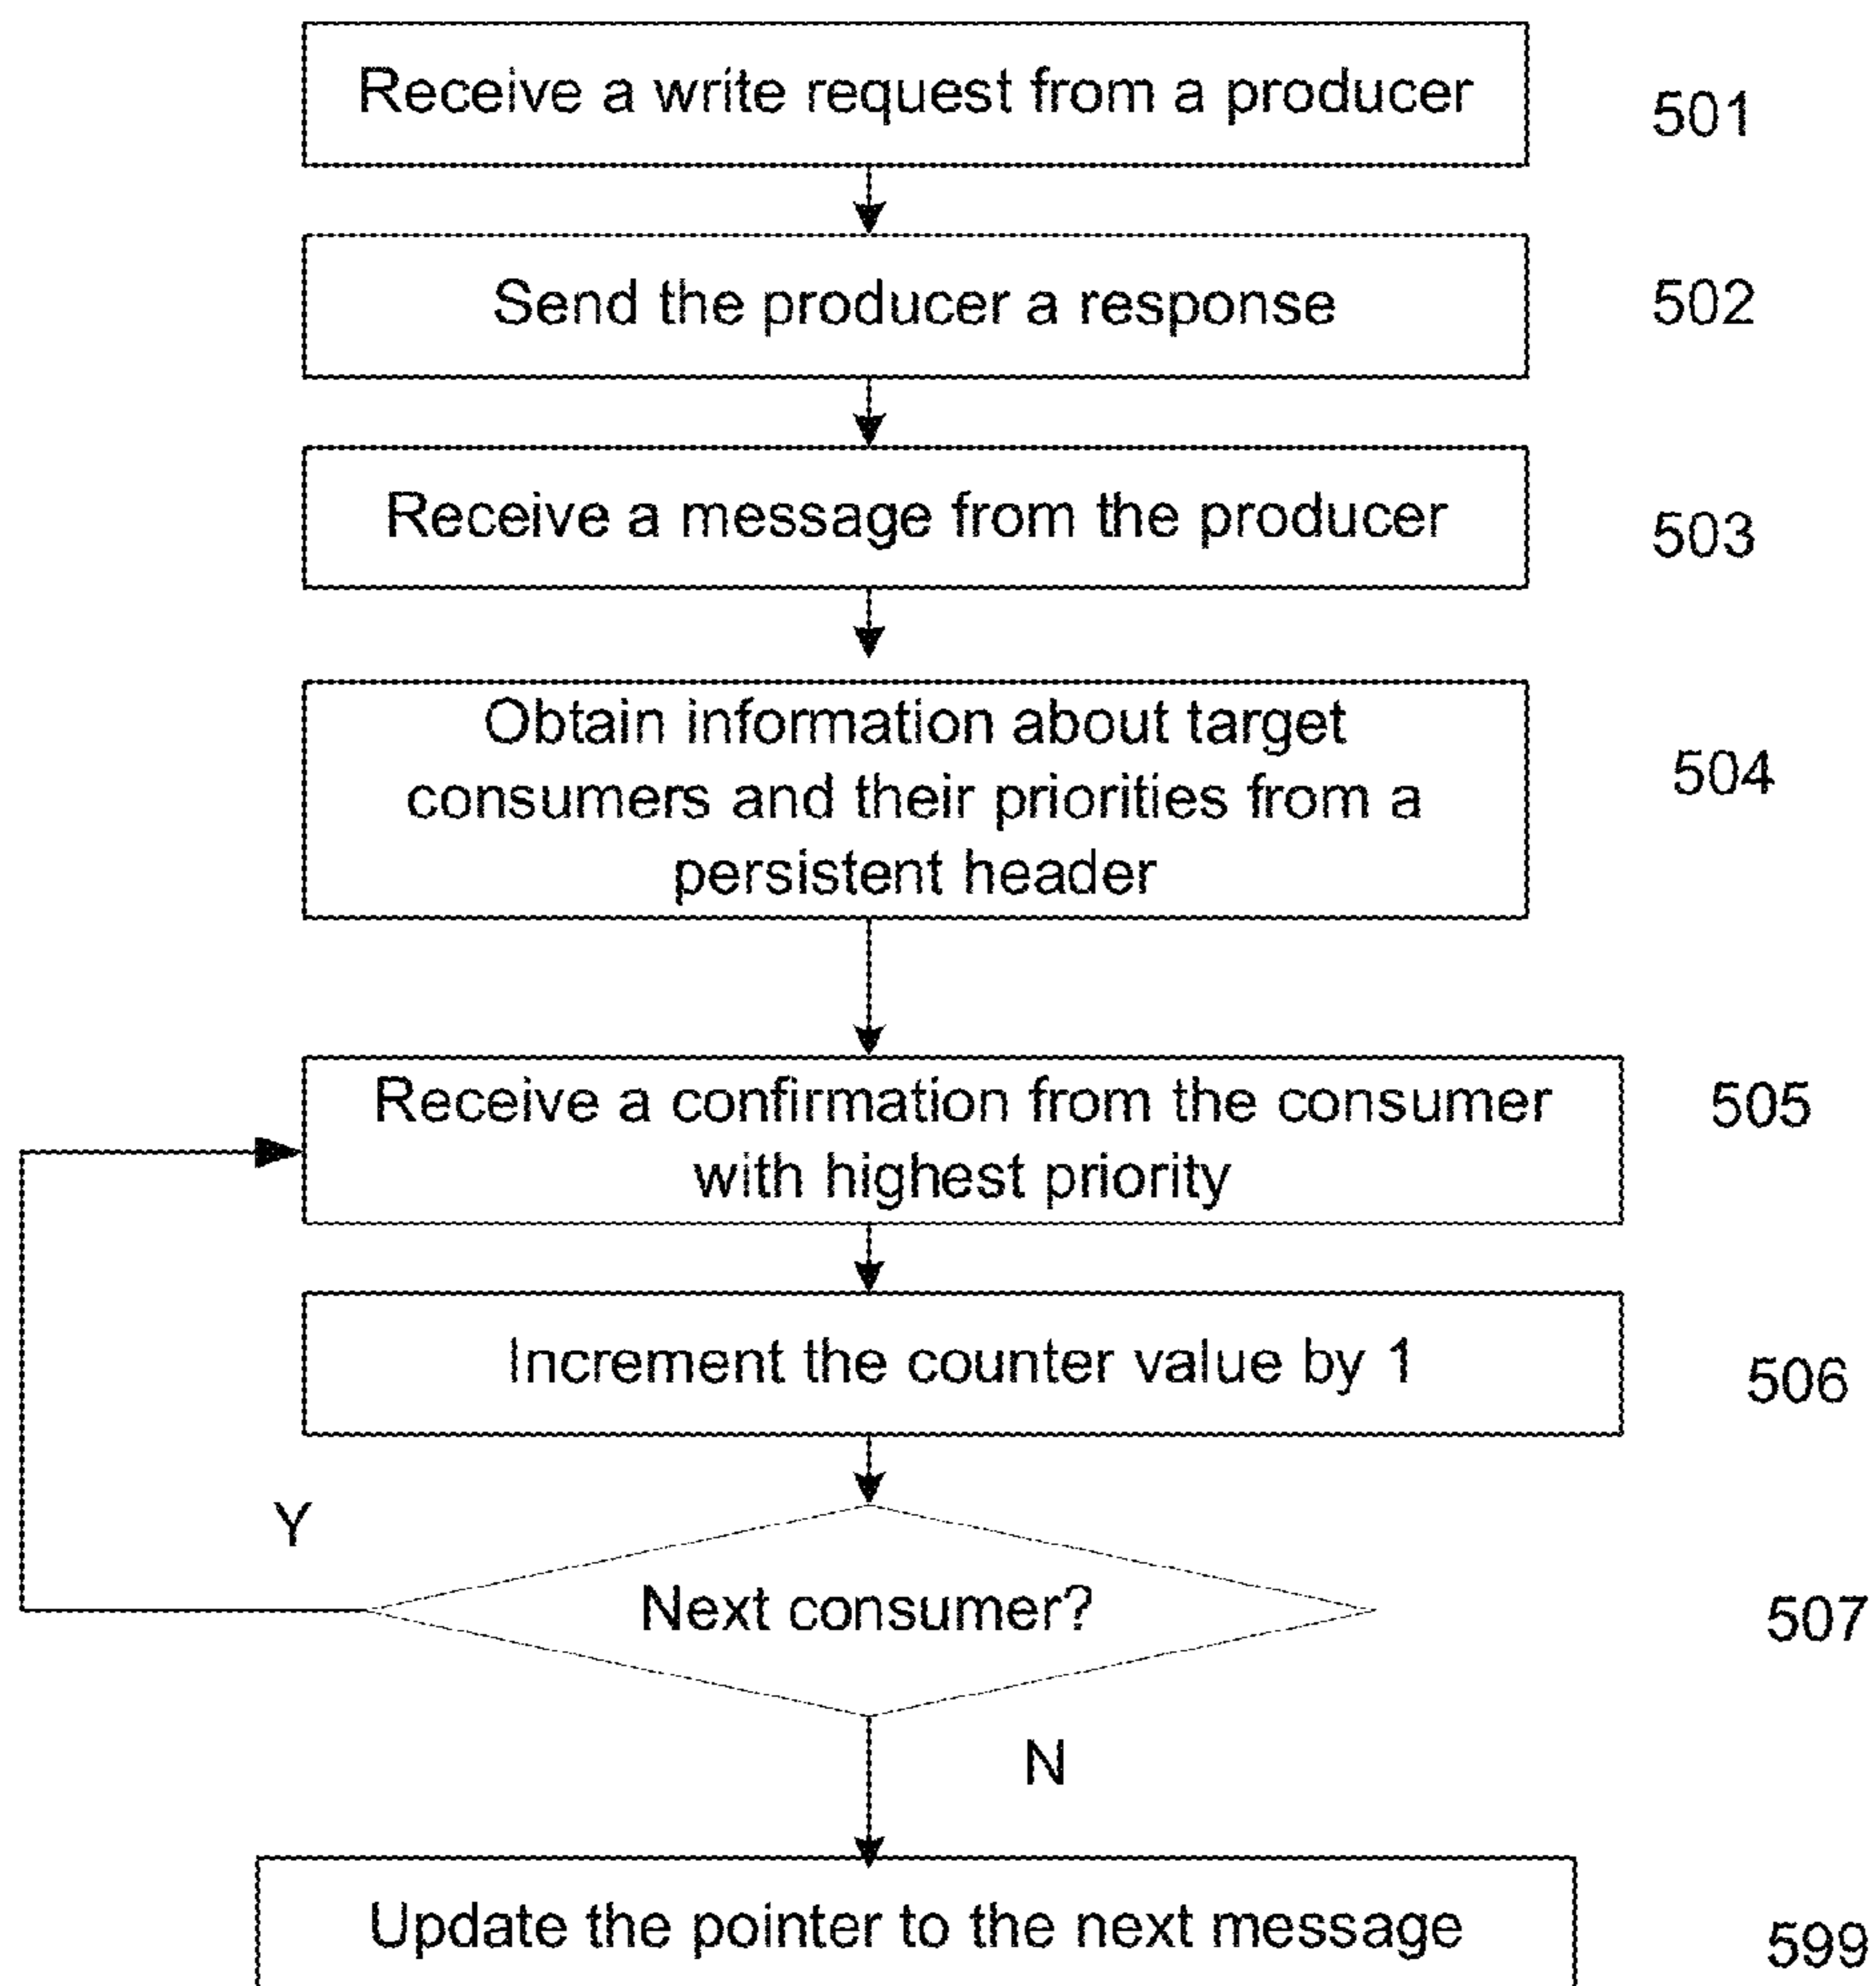 Receive a write request from a producer
501
Send the producer a response
502
Receive a message from the producer
503
Obtain information about target
consumers and their priorities from a
persistent header
504
Receive a confirmation from the consumer
with highest priority
505
Increment the counter value by 1
506
Y
Next consumer?
507
N
Update the pointer to the next message
599